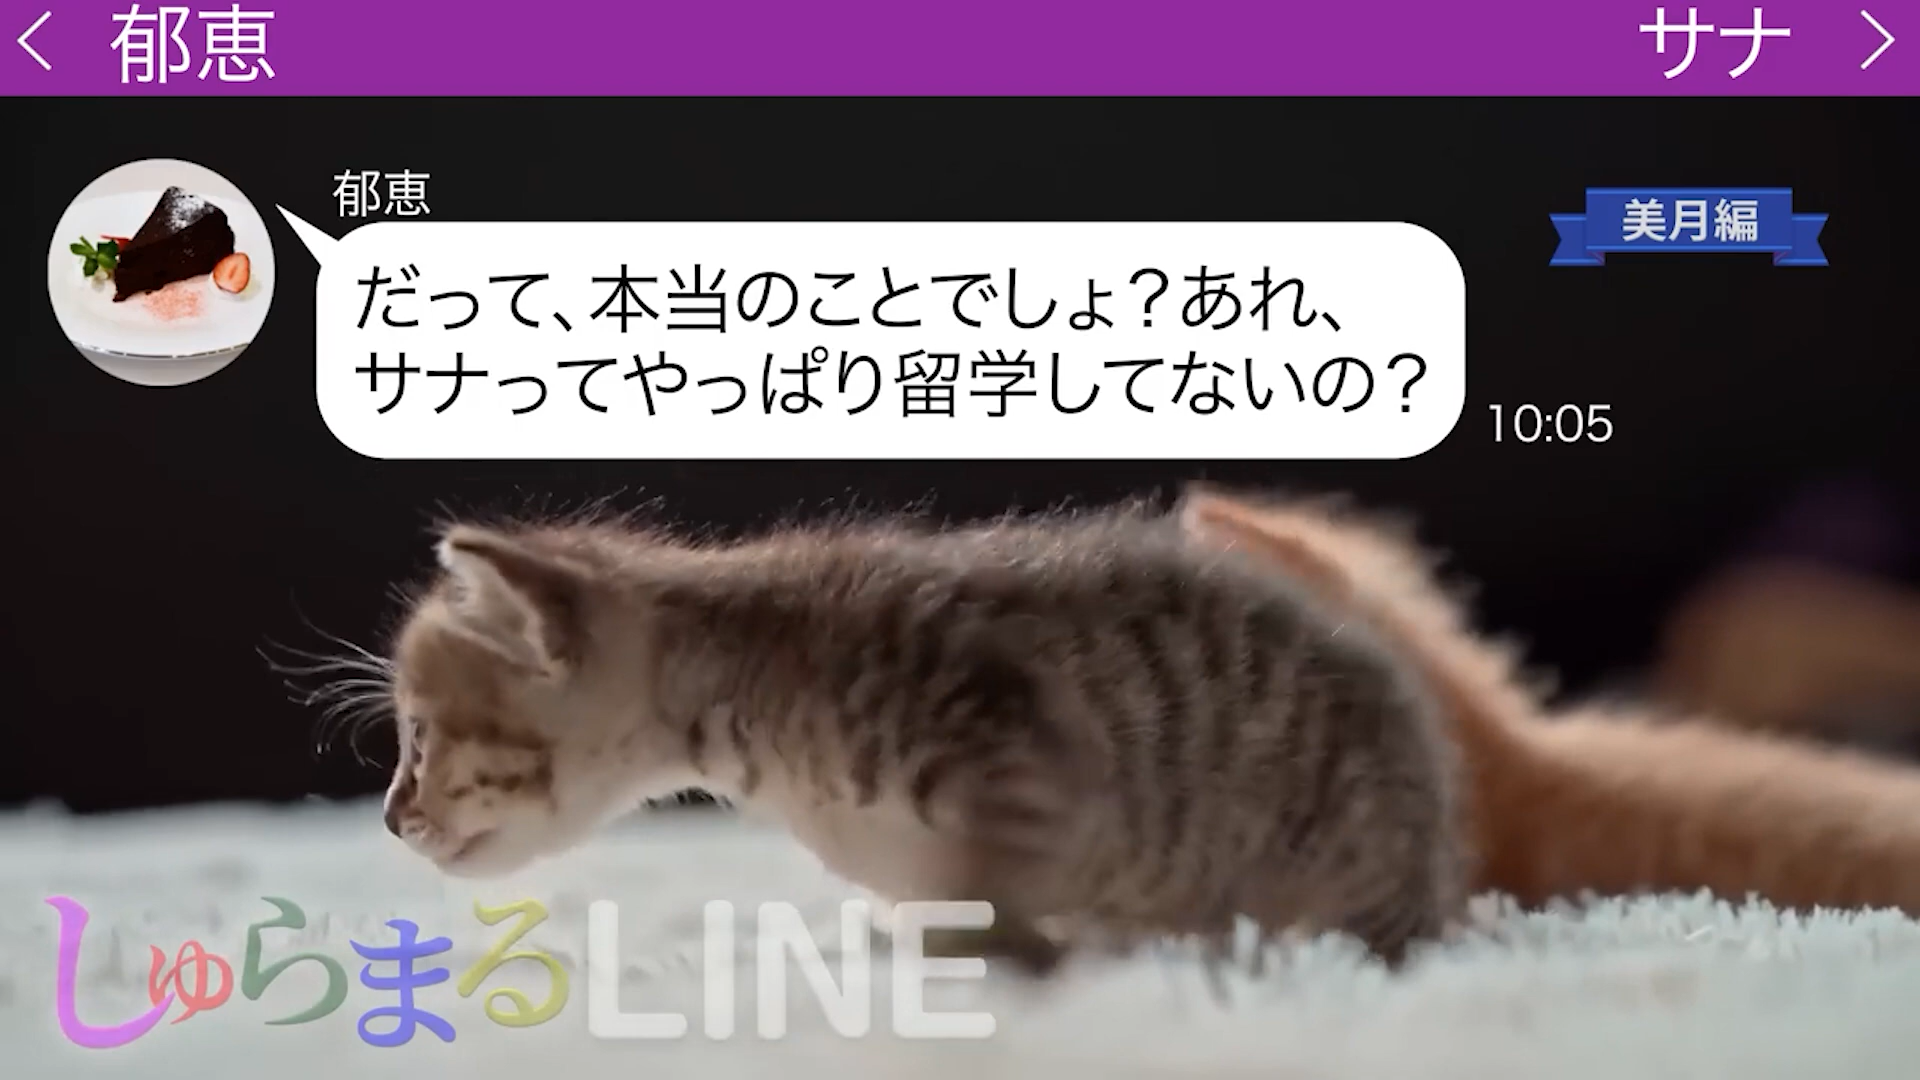 郁恵
サナ
郁恵
美月編
だって、本当のことでしょ？あれ、
サナってやっぱり留学してないの？
10:05
しゅらまるLINE